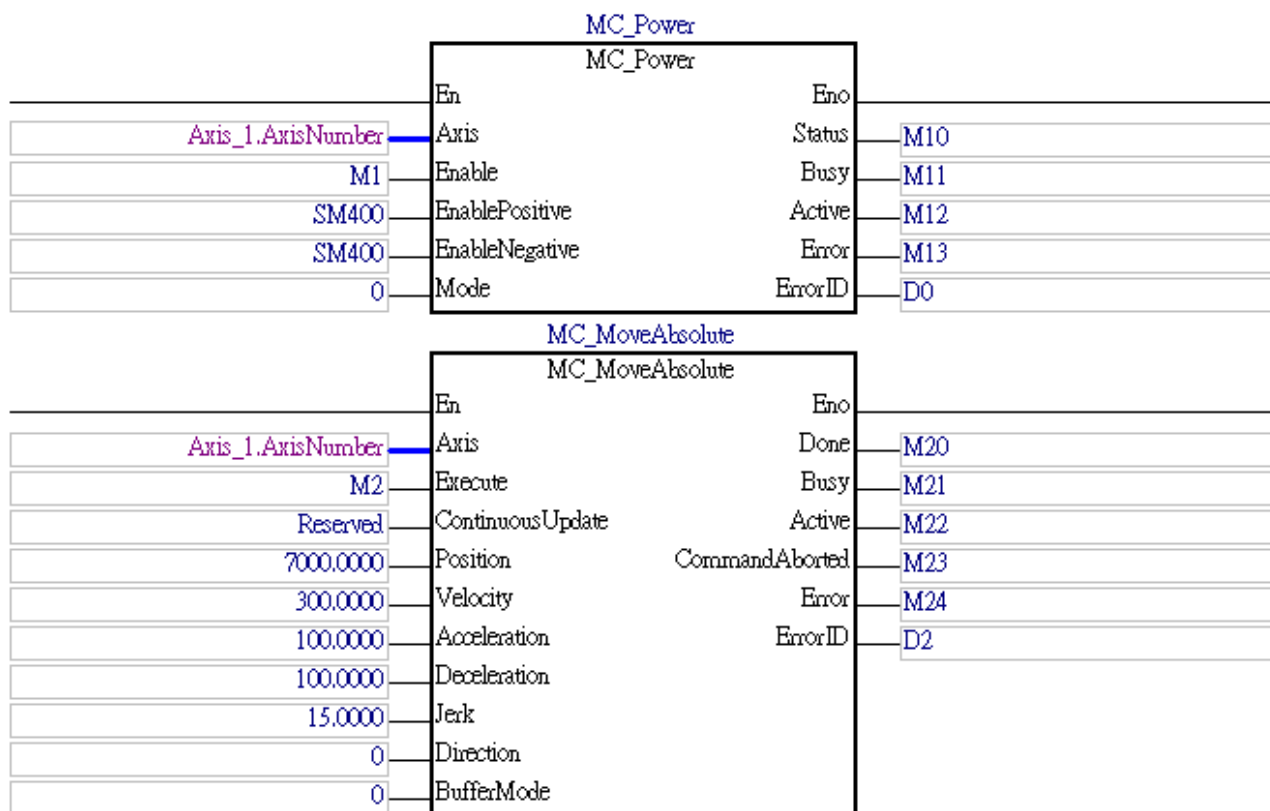 MC_Power
MC_Power
En Eno
Axis_1.AxisNumber Axis Status M10
M1 Enable Busy M11
SM400 EnablePositive Active M12
SM400 EnableNegative Error M13
0 Mode ErrorID D0
MC_MoveAbsolute
MC_MoveAbsolute
En Eno
Axis_1.AxisNumber Axis Done M20
M2 Execute Busy M21
Reserved ContinuousUpdate Active M22
7000.0000 Position CommandAborted M23
300.0000 Velocity Error M24
100.0000 Acceleration ErrorID D2
100.0000 Deceleration
15.0000 Jerk
0 Direction
0 BufferMode